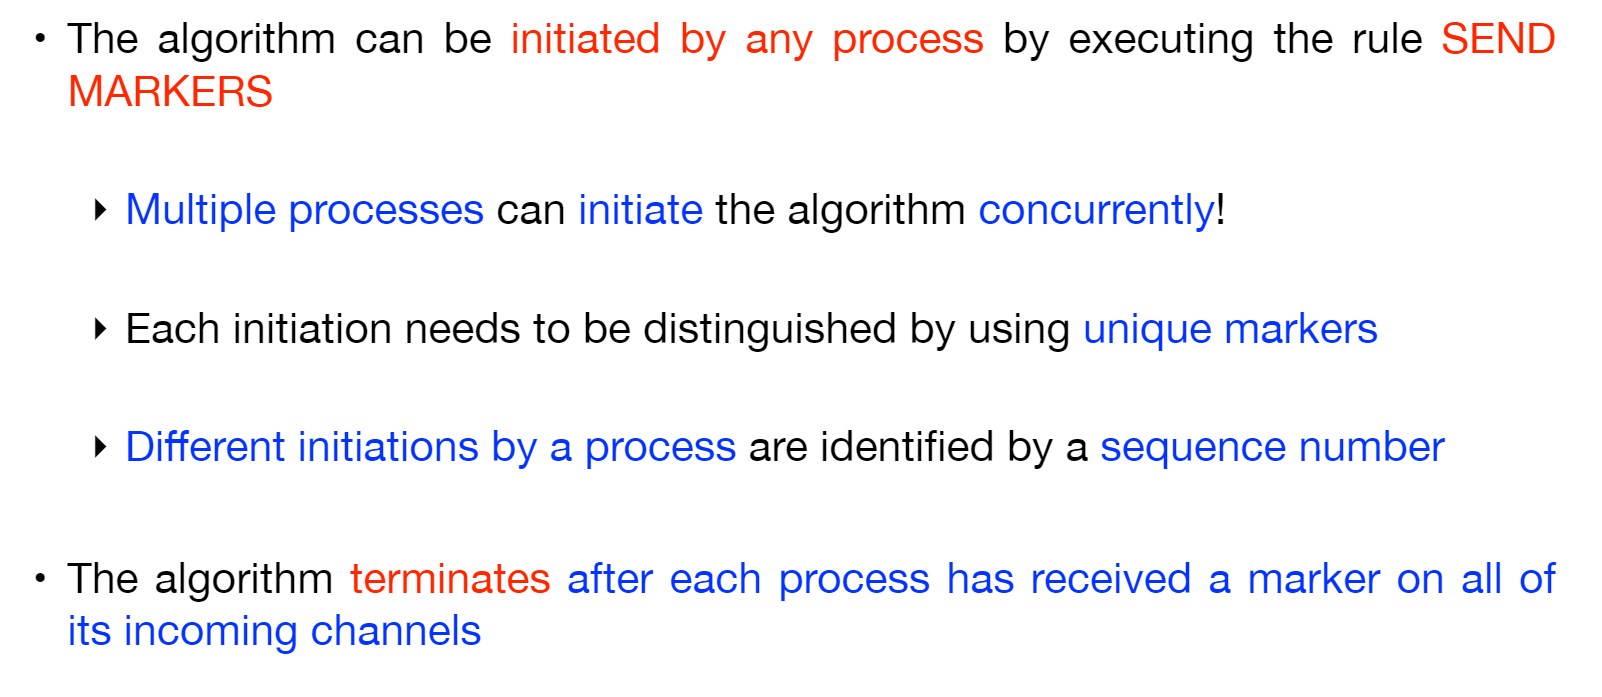 • The algorithm can be initiated by any process by executing the rule SEND
MARKERS
‣ Multiple processes can initiate the algorithm concurrently!
‣ Each initiation needs to be distinguished by using unique markers
‣ Different initiations by a process are identified by a sequence number
• The algorithm terminates after each process has received a marker on all of
its incoming channels